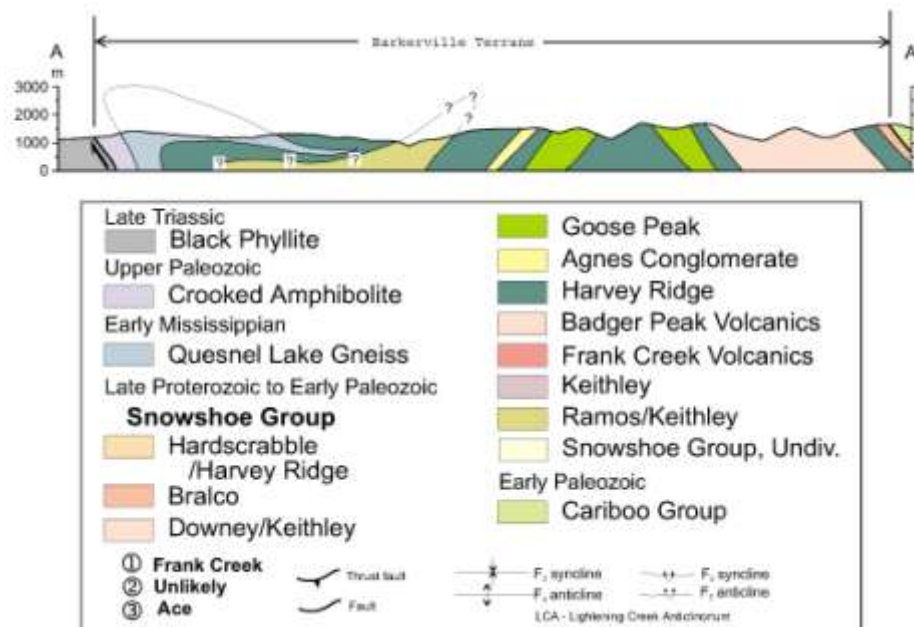 Barkerville Terrane
A
A
m
3000
2000
1000
0
?
?
?
?
?
?
Late Triassic
Black Phyllite
Upper Paleozoic
Crooked Amphibolite
Early Mississippian
Quesnel Lake Gneiss
Late Proterozoic to Early Paleozoic
Snowshoe Group
Hardscrabble
/Harvey Ridge
Bralco
Downey/Keithley
Goose Peak
Agnes Conglomerate
Harvey Ridge
Badger Peak Volcanics
Frank Creek Volcanics
Keithley
Ramos/Keithley
Snowshoe Group, Undiv.
Early Paleozoic
Cariboo Group
① Frank Creek
② Unlikely
③ Ace
Thrust fault
Fault
syncline
anticline
syncline
anticline
LCA - Lightening Creek Anticlinorium